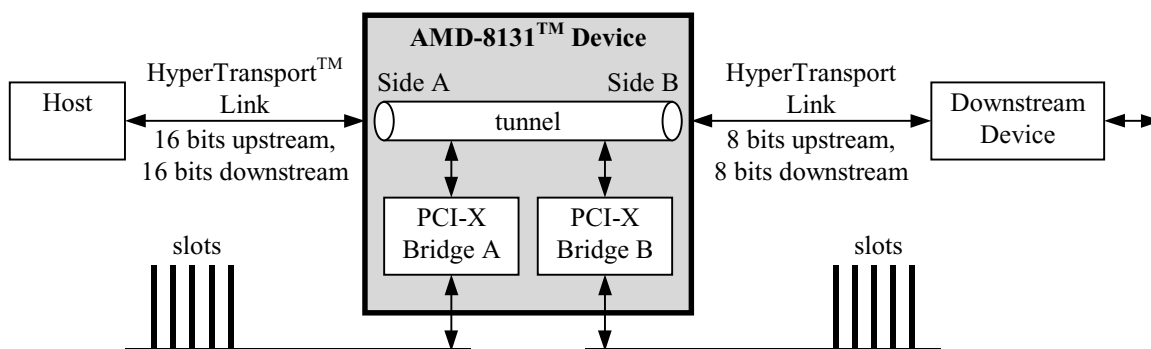 AMD-8131™ Device
HyperTransport™
Link
16 bits upstream,
16 bits downstream
Host
Side A
Side B
tunnel
HyperTransport
Link
8 bits upstream,
8 bits downstream
Downstream
Device
PCI-X
Bridge A
PCI-X
Bridge B
slots
slots